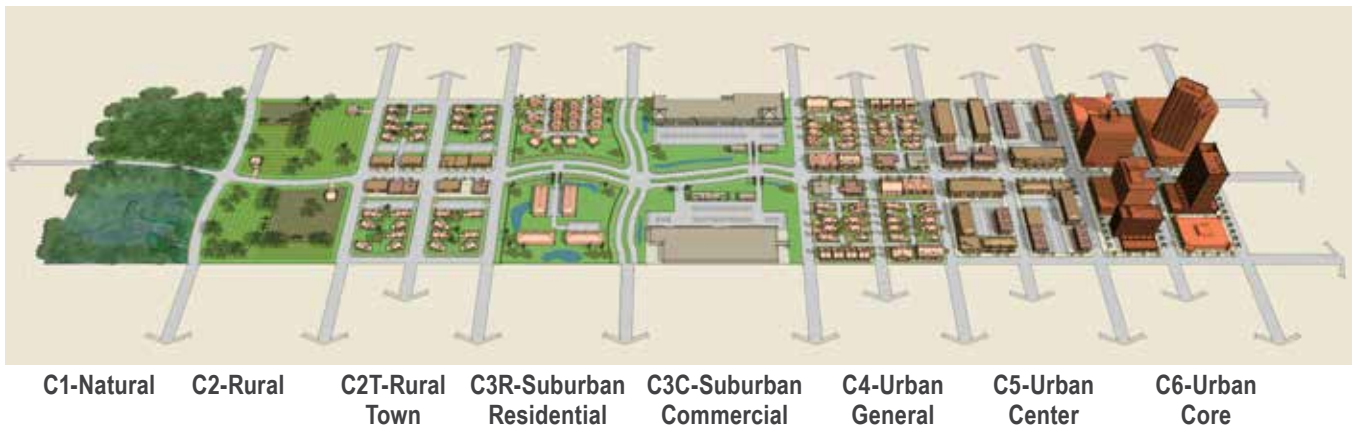 C1-Natural
C2-Rural
C2T-Rural
Town
C3R-Suburban
Residential
C3C-Suburban
Commercial
C4-Urban
General
C5-Urban
Center
C6-Urban
Core